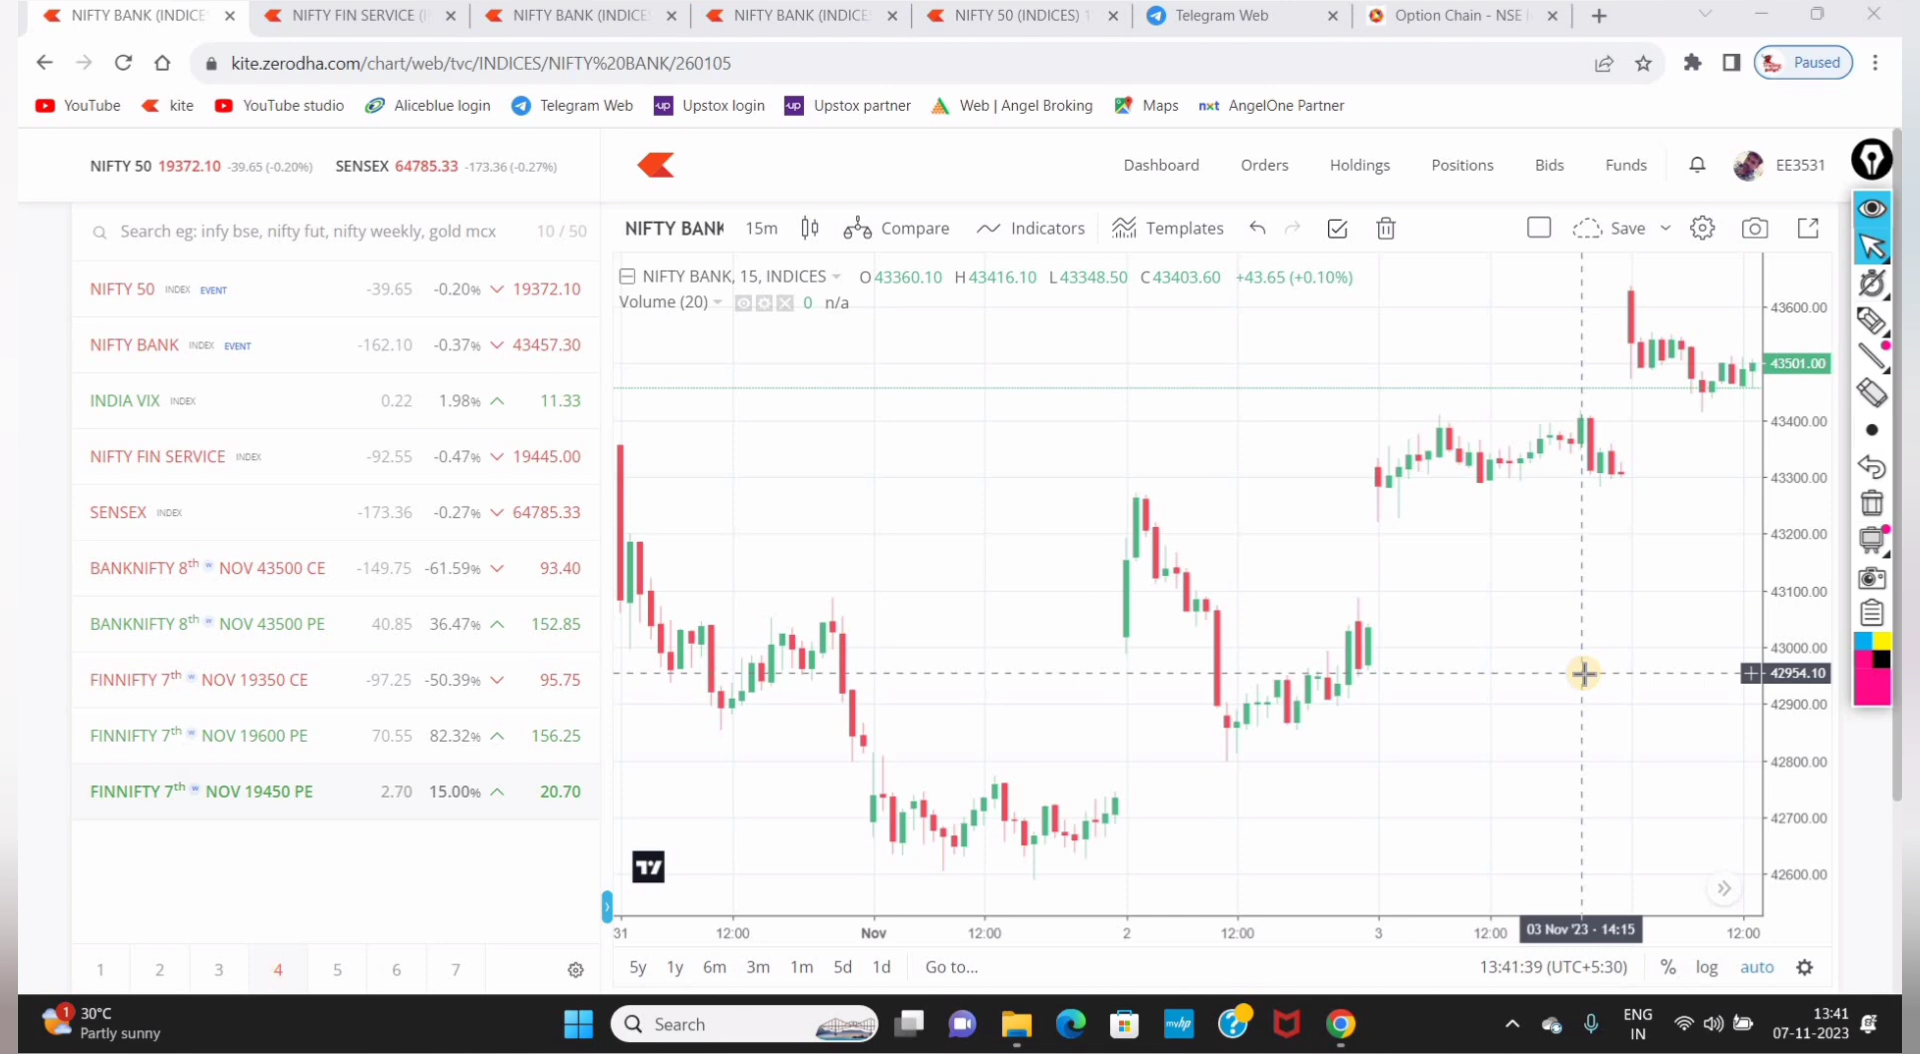 NIFTY BANK (INDICE
NIFTY FIN SERVICE (I
NIFTY BANK (INDICE
NIFTY BANK (INDICE
NIFTY 50 (INDICES) 1
Telegram Web
Option Chain - NSE
kite.zerodha.com/chart/web/tvc/INDICES/NIFTY%20BANK/260105
Paused
YouTube
kite
YouTube studio
Aliceblue login
Telegram Web
up
Upstox login
up
Upstox partner
Web | Angel Broking
Maps
nxt
AngelOne Partner
NIFTY 50 19372.10 -39.65 (-0.20%) SENSEX 64785.33 -173.36 (-0.27%)
Dashboard Orders Holdings Positions Bids Funds EE3531
Search eg: infy bse, nifty fut, nifty weekly, gold mcx 10 / 50
NIFTY BANK 15m Compare Indicators Templates Save
NIFTY 50 INDEX EVENT -39.65 -0.20% 19372.10
NIFTY BANK INDEX EVENT -162.10 -0.37% 43457.30
INDIA VIX INDEX 0.22 1.98% 11.33
NIFTY FIN SERVICE INDEX -92.55 -0.47% 19445.00
SENSEX INDEX -173.36 -0.27% 64785.33
BANKNIFTY 8th w NOV 43500 CE -149.75 -61.59% 93.40
BANKNIFTY 8th w NOV 43500 PE 40.85 36.47% 152.85
FINNIFTY 7th w NOV 19350 CE -97.25 -50.39% 95.75
FINNIFTY 7th w NOV 19600 PE 70.55 82.32% 156.25
FINNIFTY 7th w NOV 19450 PE 2.70 15.00% 20.70
1 2 3 4 5 6 7
NIFTY BANK, 15, INDICES O43360.10 H43416.10 L43348.50 C43403.60 +43.65 (+0.10%)
Volume (20) 0 n/a
43600.00
43501.00
43400.00
43300.00
43200.00
43100.00
43000.00
42954.10
42900.00
42800.00
42700.00
42600.00
31 12:00 Nov 12:00 2 12:00 3 12:00 03 Nov '23 - 14:15 12:00
5y 1y 6m 3m 1m 5d 1d Go to... 13:41:39 (UTC+5:30) % log auto
1
30°C
Partly sunny
Search
myhp
ENG
IN
13:41
07-11-2023